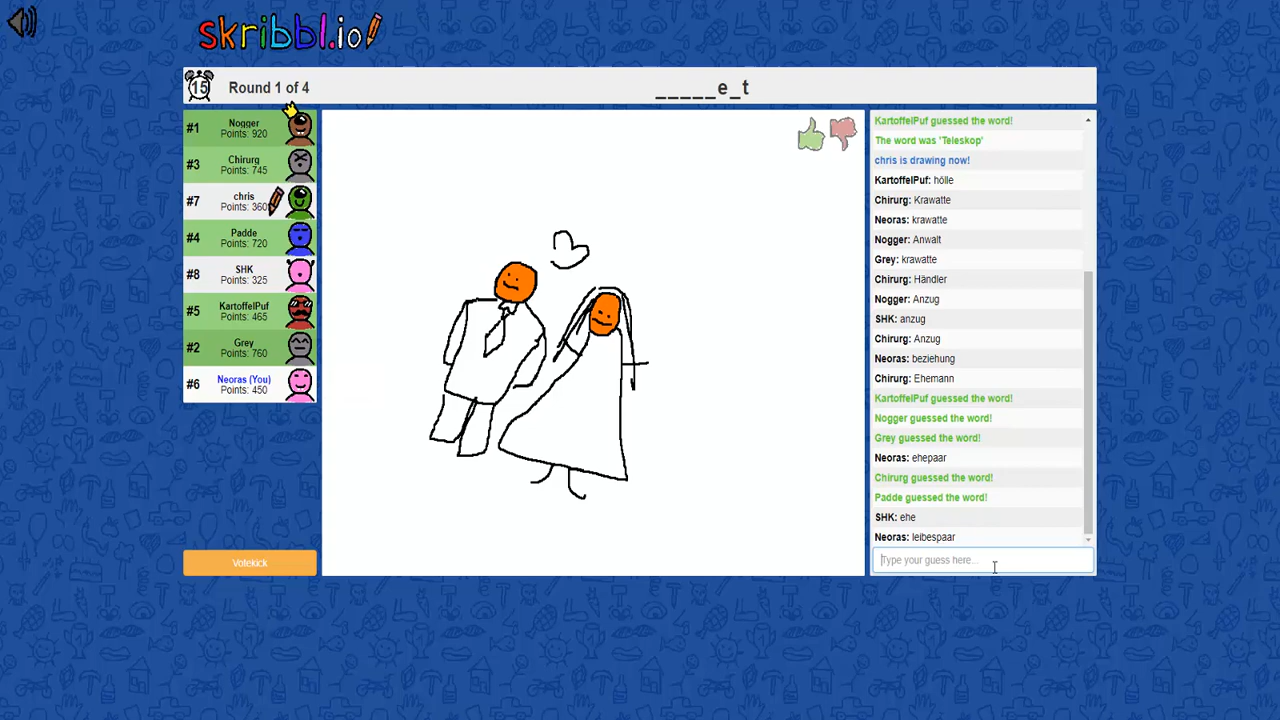 skribbl.io
15
Round 1 of 4
_____e_t
#1
Nogger
Points: 920
#3
Chirurg
Points: 745
#7
chris
Points: 360
#4
Padde
Points: 720
#8
SHK
Points: 325
#5
KartoffelPuf
Points: 465
#2
Grey
Points: 760
#6
Neoras (You)
Points: 450
Votekick
KartoffelPuf guessed the word!
The word was 'Teleskop'
chris is drawing now!
KartoffelPuf: hölle
Chirurg: Krawatte
Neoras: krawatte
Nogger: Anwalt
Grey: krawatte
Chirurg: Händler
Nogger: Anzug
SHK: anzug
Chirurg: Anzug
Neoras: beziehung
Chirurg: Ehemann
KartoffelPuf guessed the word!
Nogger guessed the word!
Grey guessed the word!
Neoras: ehepaar
Chirurg guessed the word!
Padde guessed the word!
SHK: ehe
Neoras: leibespaar
Type your guess here...